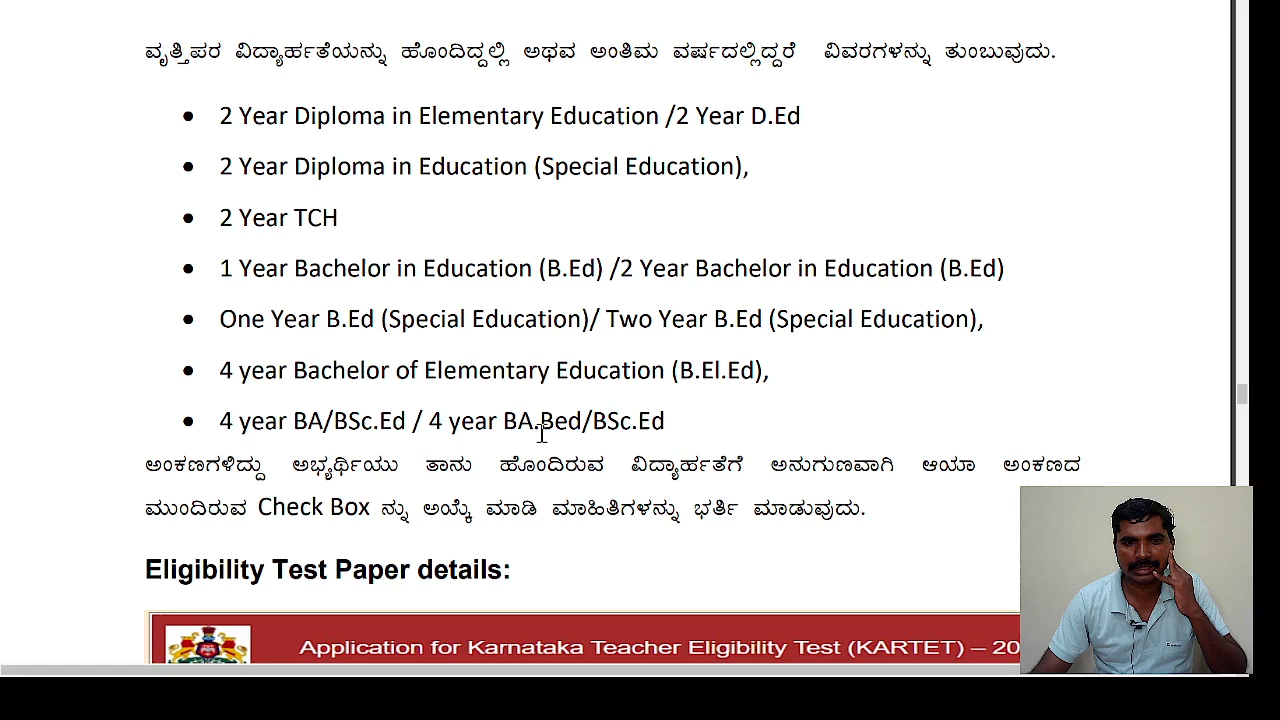 ವೃತ್ತಿಪರ ವಿದ್ಯಾರ್ಹತೆಯನ್ನು ಹೊಂದಿದ್ದಲ್ಲಿ ಅಥವ ಅಂತಿಮ ವರ್ಷದಲ್ಲಿದ್ದರೆ ವಿವರಗಳನ್ನು ತುಂಬುವುದು.
• 2 Year Diploma in Elementary Education /2 Year D.Ed
• 2 Year Diploma in Education (Special Education),
• 2 Year TCH
• 1 Year Bachelor in Education (B.Ed) /2 Year Bachelor in Education (B.Ed)
• One Year B.Ed (Special Education)/ Two Year B.Ed (Special Education),
• 4 year Bachelor of Elementary Education (B.El.Ed),
• 4 year BA/BSc.Ed / 4 year BA.Bed/BSc.Ed
ಅಂಕಣಗಳಿದ್ದು ಅಭ್ಯರ್ಥಿಯು ತಾನು ಹೊಂದಿರುವ ವಿದ್ಯಾರ್ಹತೆಗೆ ಅನುಗುಣವಾಗಿ ಆಯಾ ಅಂಕಣದ
ಮುಂದಿರುವ Check Box ನ್ನು ಆಯ್ಕೆ ಮಾಡಿ ಮಾಹಿತಿಗಳನ್ನು ಭರ್ತಿ ಮಾಡುವುದು.
Eligibility Test Paper details:
Application for Karnataka Teacher Eligibility Test (KARTET) – 20